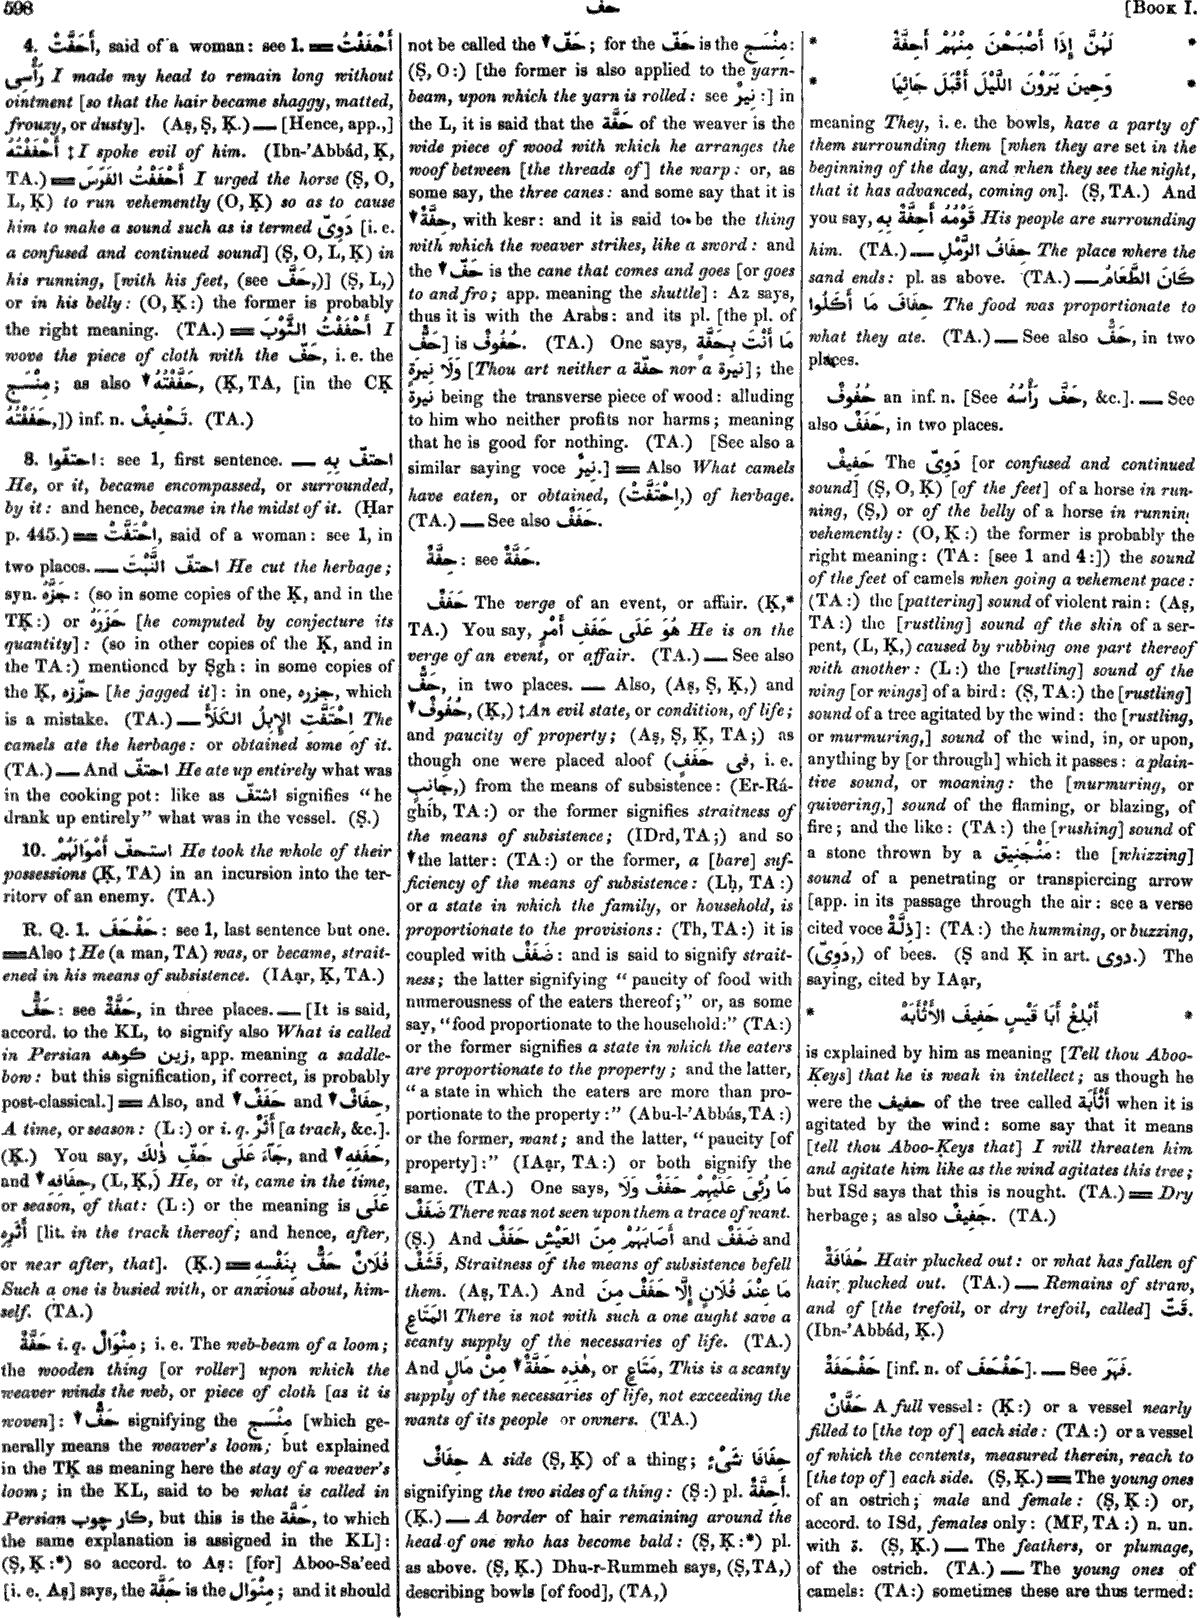 598
حف
[BOOK I.
4. أَحَفَّتْ, said of a woman: see 1. ＝ أَحْفَفْتُ
رَأْسِى I made my head to remain long without
ointment [so that the hair became shaggy, matted,
frouzy, or dusty]. (Aṣ, Ṣ, Ḳ.) — [Hence, app.,]
أَحْفَفْتُهُ ‡ I spoke evil of him. (Ibn-'Abbád, Ḳ,
TA.) ＝ أَحْفَفْتُ الفَرَسَ I urged the horse (Ṣ, O,
L, Ḳ) to run vehemently (O, Ḳ) so as to cause
him to make a sound such as is termed دَوِىّ [i. e.
a confused and continued sound] (Ṣ, O, L, Ḳ) in
his running, [with his feet, (see حَفَّ,)] (Ṣ, L,)
or in his belly: (O, Ḳ:) the former is probably
the right meaning. (TA.) ＝ أَحْفَفْتُ الثَّوْبَ I
wove the piece of cloth with the حَفّ, i. e. the
مِنْسَج; as also ▼ حَفَّفْتُهُ, (Ḳ, TA, [in the CḲ
حَفَفْتُهُ,]) inf. n. تَحْفِيفٌ. (TA.)
8. احتفّوا: see 1, first sentence. — احتفّ بِهِ
He, or it, became encompassed, or surrounded,
by it: and hence, became in the midst of it. (Ḥar
p. 445.) ＝ اِحْتَفَّتْ, said of a woman: see 1, in
two places. — احتفّ النَّبْتَ He cut the herbage;
syn. جَزَّهُ: (so in some copies of the Ḳ, and in the
TḲ:) or حَزَرَهُ [he computed by conjecture its
quantity]: (so in other copies of the Ḳ, and in
the TA:) mentioned by Ṣgh: in some copies of
the Ḳ, حزّزه [he jagged it]: in one, جزره, which
is a mistake. (TA.) — اِحْتَفَّتِ الإِبِلُ الكَلَأَ The
camels ate the herbage: or obtained some of it.
(TA.) — And احتفّ He ate up entirely what was
in the cooking pot: like as اشتفّ signifies "he
drank up entirely" what was in the vessel. (Ṣ.)
10. استحفّ أَمْوَالَهُمْ He took the whole of their
possessions (Ḳ, TA) in an incursion into the ter-
ritory of an enemy. (TA.)
R. Q. 1. حَفْحَفَ: see 1, last sentence but one.
＝ Also ‡ He (a man, TA) was, or became, strait-
ened in his means of subsistence. (IAạr, Ḳ, TA.)
حَفٌّ: see حَفَّةٌ, in three places. — [It is said,
accord. to the KL, to signify also What is called
in Persian زين كوهه, app. meaning a saddle-
bow: but this signification, if correct, is probably
post-classical.] ＝ Also, and ▼ حَفَفٌ and ▼ حِفَافٌ,
A time, or season: (L:) or i. q. أَثَرٌ [a track, &c.].
(Ḳ.) You say, جَآءَ عَلَى حَفِّ ذٰلِكَ, and ▼ حَفَفِهِ,
and ▼ حِفَافِهِ, (L, Ḳ,) He, or it, came in the time,
or season, of that: (L:) or the meaning is عَلَى
أَثَرِهِ [lit. in the track thereof; and hence, after,
or near after, that]. (Ḳ.) ＝ فُلَانٌ حَفٌّ بِنَفْسِهِ
Such a one is busied with, or anxious about, him-
self. (TA.)
حَفَّةٌ i. q. مِنْوَالٌ; i. e. The web-beam of a loom;
the wooden thing [or roller] upon which the
weaver winds the web, or piece of cloth [as it is
woven]: ▼ حَفٌّ signifying the مِنْسَج [which ge-
nerally means the weaver's loom; but explained
in the TḲ as meaning here the stay of a weaver's
loom; in the KL, said to be what is called in
Persian كار چوب, but this is the حَفَّة, to which
the same explanation is assigned in the KL]:
(Ṣ, Ḳ:*) so accord. to Aṣ: [for] Aboo-Sa'eed
[i. e. Aṣ] says, the حَفَّة is the مِنْوَال; and it should
not be called the ▼ حَفّ; for the حَفّ is the مِنْسَج:
(Ṣ, O:) [the former is also applied to the yarn-
beam, upon which the yarn is rolled: see نِيرٌ:] in
the L, it is said that the حَفَّة of the weaver is the
wide piece of wood with which he arranges the
woof between [the threads of] the warp: or, as
some say, the three canes: and some say that it is
▼ حِفَّةٌ, with kesr: and it is said to be the thing
with which the weaver strikes, like a sword: and
the ▼ حَفّ is the cane that comes and goes [or goes
to and fro; app. meaning the shuttle]: Az says,
thus it is with the Arabs: and its pl. [the pl. of
حَفٌّ] is حُفُوفٌ. (TA.) One says, مَا أَنْتَ بِحَفَّةٍ
وَلَا نِيرَةٍ [Thou art neither a حفّة nor a نيرة]; the
نيرة being the transverse piece of wood: alluding
to him who neither profits nor harms; meaning
that he is good for nothing. (TA.) [See also a
similar saying voce نِيرٌ.] ＝ Also What camels
have eaten, or obtained, (اِحْتَفَّتْ,) of herbage.
(TA.) — See also حَفَفٌ.
حِفَّةٌ: see حَفَّةٌ.
حَفَفٌ The verge of an event, or affair. (Ḳ,*
TA.) You say, هُوَ عَلَى حَفَفِ أَمْرٍ He is on the
verge of an event, or affair. (TA.) — See also
حَفٌّ, in two places. — Also, (Aṣ, Ṣ, Ḳ,) and
▼ حُفُوفٌ, (Ḳ,) ‡ An evil state, or condition, of life;
and paucity of property; (Aṣ, Ṣ, Ḳ, TA;) as
though one were placed aloof (فِى حَفَفٍ, i. e.
جَانِبٍ,) from the means of subsistence: (Er-Rá-
ghib, TA:) or the former signifies straitness of
the means of subsistence; (IDrd, TA;) and so
▼ the latter: (TA:) or the former, a [bare] suf-
ficiency of the means of subsistence: (Lḥ, TA:)
or a state in which the family, or household, is
proportionate to the provisions: (Th, TA:) it is
coupled with ضَفَفٌ: and is said to signify strait-
ness; the latter signifying "paucity of food with
numerousness of the eaters thereof;" or, as some
say, "food proportionate to the household:" (TA:)
or the former signifies a state in which the eaters
are proportionate to the property; and the latter,
"a state in which the eaters are more than pro-
portionate to the property:" (Abu-l-'Abbás, TA:)
or the former, want; and the latter, "paucity [of
property]:" (IAạr, TA:) or both signify the
same. (TA.) One says, مَا رُئِىَ عَلَيْهِمْ حَفَفٌ وَلَا
ضَفَفٌ There was not seen upon them a trace of want.
(Ṣ.) And أَصَابَهُمْ مِنَ العَيْشِ حَفَفٌ and ضَفَفٌ and
قَشَفٌ, Straitness of the means of subsistence befell
them. (Aṣ, TA.) And مَا عِنْدَ فُلَانٍ إِلَّا حَفَفٌ مِنَ
المَتَاعِ There is not with such a one aught save a
scanty supply of the necessaries of life. (TA.)
And هٰذِهِ حَفَّةٌ ▼ مِنْ مَالٍ, or مَتَاعٍ, This is a scanty
supply of the necessaries of life, not exceeding the
wants of its people or owners. (TA.)
حِفَافٌ A side (Ṣ, Ḳ) of a thing; حِفَافَا شَىْءٍ
signifying the two sides of a thing: (Ṣ:) pl. أَحِفَّةٌ.
(Ḳ.) — A border of hair remaining around the
head of one who has become bald: (Ṣ, Ḳ:*) pl.
as above. (Ṣ, Ḳ.) Dhu-r-Rummeh says, (Ṣ, TA,)
describing bowls [of food], (TA,)
* لَهُنَّ إِذَا أَصْبَحْنَ مِنْهُمْ أَحِفَّةٌ *
* وَحِينَ يَرَوْنَ اللَّيْلَ أَقْبَلَ جَائِيَا *
meaning They, i. e. the bowls, have a party of
them surrounding them [when they are set in the
beginning of the day, and when they see the night,
that it has advanced, coming on]. (Ṣ, TA.) And
you say, قَوْمُهُ أَحِفَّةٌ بِهِ His people are surrounding
him. (TA.) — حِفَافُ الرَّمْلِ The place where the
sand ends: pl. as above. (TA.) — كَانَ الطَّعَامُ
حِفَافَ مَا أَكَلُوا The food was proportionate to
what they ate. (TA.) — See also حَفٌّ, in two
places.
حُفُوفٌ an inf. n. [See حَفَّ رَأْسُهُ, &c.]. — See
also حَفَفٌ, in two places.
حَفِيفٌ The دَوِىّ [or confused and continued
sound] (Ṣ, O, Ḳ) [of the feet] of a horse in run-
ning, (Ṣ,) or of the belly of a horse in running
vehemently: (O, Ḳ:) the former is probably the
right meaning: (TA: [see 1 and 4:]) the sound
of the feet of camels when going a vehement pace:
(TA:) the [pattering] sound of violent rain: (Aṣ,
TA:) the [rustling] sound of the skin of a ser-
pent, (L, Ḳ,) caused by rubbing one part thereof
with another: (L:) the [rustling] sound of the
wing [or wings] of a bird: (Ṣ, TA:) the [rustling]
sound of a tree agitated by the wind: the [rustling,
or murmuring,] sound of the wind, in, or upon,
anything by [or through] which it passes: a plain-
tive sound, or moaning: the [murmuring, or
quivering,] sound of the flaming, or blazing, of
fire; and the like: (TA:) the [rushing] sound of
a stone thrown by a مَنْجَنِيق: the [whizzing]
sound of a penetrating or transpiercing arrow
[app. in its passage through the air: see a verse
cited voce ذِلَّةٌ]: (TA:) the humming, or buzzing,
(دَوِىّ,) of bees. (Ṣ and Ḳ in art. دوى.) The
saying, cited by IAạr,
* أَبْلِغْ أَبَا قَيْسٍ حَفِيفَ الأَثْأَبَهْ *
is explained by him as meaning [Tell thou Aboo-
Ḳeys] that he is weak in intellect; as though he
were the حفيف of the tree called أَثْأَبَة when it is
agitated by the wind: some say that it means
[tell thou Aboo-Ḳeys that] I will threaten him
and agitate him like as the wind agitates this tree;
but ISd says that this is nought. (TA.) ＝ Dry
herbage; as also جَفِيفٌ. (TA.)
حُفَافَةٌ Hair plucked out: or what has fallen of
hair plucked out. (TA.) — Remains of straw,
and of [the trefoil, or dry trefoil, called] قَتّ.
(Ibn-'Abbád, Ḳ.)
حَفْحَفَةٌ [inf. n. of حَفْحَفَ]. — See قَهَزَ.
حَفَّانٌ A full vessel: (Ḳ:) or a vessel nearly
filled to [the top of] each side: (TA:) or a vessel
of which the contents, measured therein, reach to
[the top of] each side. (Ṣ, Ḳ.) ＝ The young ones
of an ostrich; male and female: (Ṣ, Ḳ:) or,
accord. to ISd, females only: (MF, TA:) n. un.
with ة. (Ṣ, Ḳ.) — The feathers, or plumage,
of the ostrich. (TA.) — The young ones of
camels: (TA:) sometimes these are thus termed: